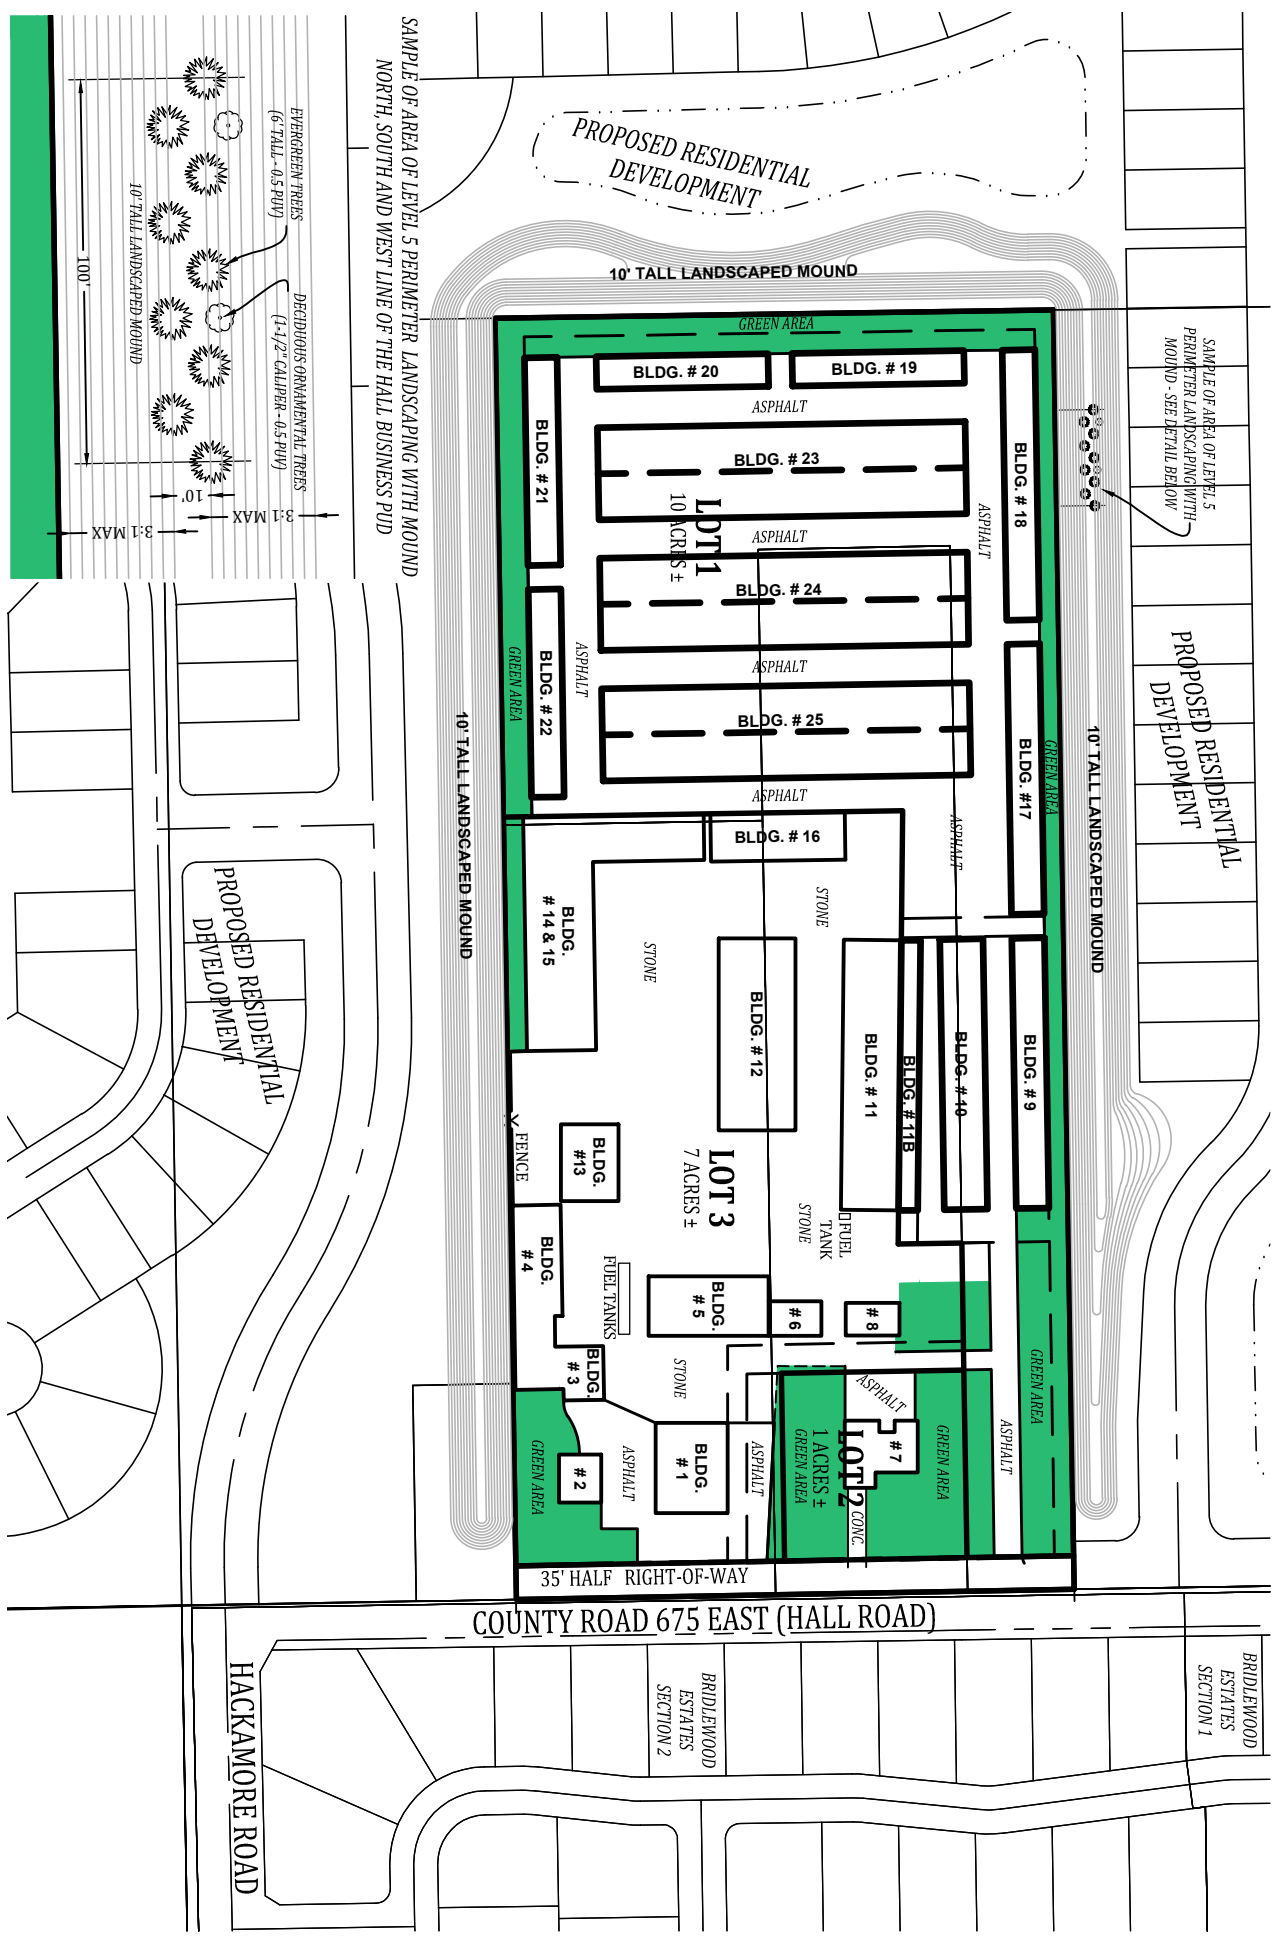 SAMPLE OF AREA OF LEVEL 5 PERIMETER LANDSCAPING WITH MOUND
NORTH, SOUTH AND WEST LINE OF THE HALL BUSINESS PUD
EVERGREEN TREES
(6' TALL - 0.5 PUV)
DECIDIOUS ORNAMENTAL TREES
(1-1/2" CALIPER - 0.5 PUV)
10' TALL LANDSCAPED MOUND
100'
10'
3:1 MAX
3:1 MAX
PROPOSED RESIDENTIAL
DEVELOPMENT
10' TALL LANDSCAPED MOUND
GREEN AREA
SAMPLE OF AREA OF LEVEL 5
PERIMETER LANDSCAPING WITH
MOUND - SEE DETAIL BELOW
BLDG. # 20
BLDG. # 19
ASPHALT
BLDG. # 21
BLDG. # 23
BLDG. # 18
LOT 1
10 ACRES ±
ASPHALT
ASPHALT
BLDG. # 24
BLDG. # 22
GREEN AREA
ASPHALT
ASPHALT
BLDG. # 25
BLDG. #17
GREEN AREA
ASPHALT
ASPHALT
10' TALL LANDSCAPED MOUND
10' TALL LANDSCAPED MOUND
PROPOSED RESIDENTIAL
DEVELOPMENT
PROPOSED RESIDENTIAL
DEVELOPMENT
BLDG. # 16
BLDG.
# 14 & 15
STONE
STONE
BLDG. # 12
BLDG. # 11
BLDG. # 11B
BLDG. # 10
BLDG. # 9
FENCE
BLDG.
#13
LOT 3
7 ACRES ±
STONE
FUEL
TANK
BLDG.
# 4
FUEL TANKS
BLDG.
# 5
# 6
# 8
BLDG.
# 3
STONE
GREEN AREA
ASPHALT
GREEN AREA
# 2
ASPHALT
BLDG.
# 1
ASPHALT
LOT 2
1 ACRES ±
GREEN AREA
# 7
CONC.
GREEN AREA
ASPHALT
35' HALF RIGHT-OF-WAY
COUNTY ROAD 675 EAST (HALL ROAD)
HACKAMORE ROAD
BRIDLEWOOD
ESTATES
SECTION 2
BRIDLEWOOD
ESTATES
SECTION 1